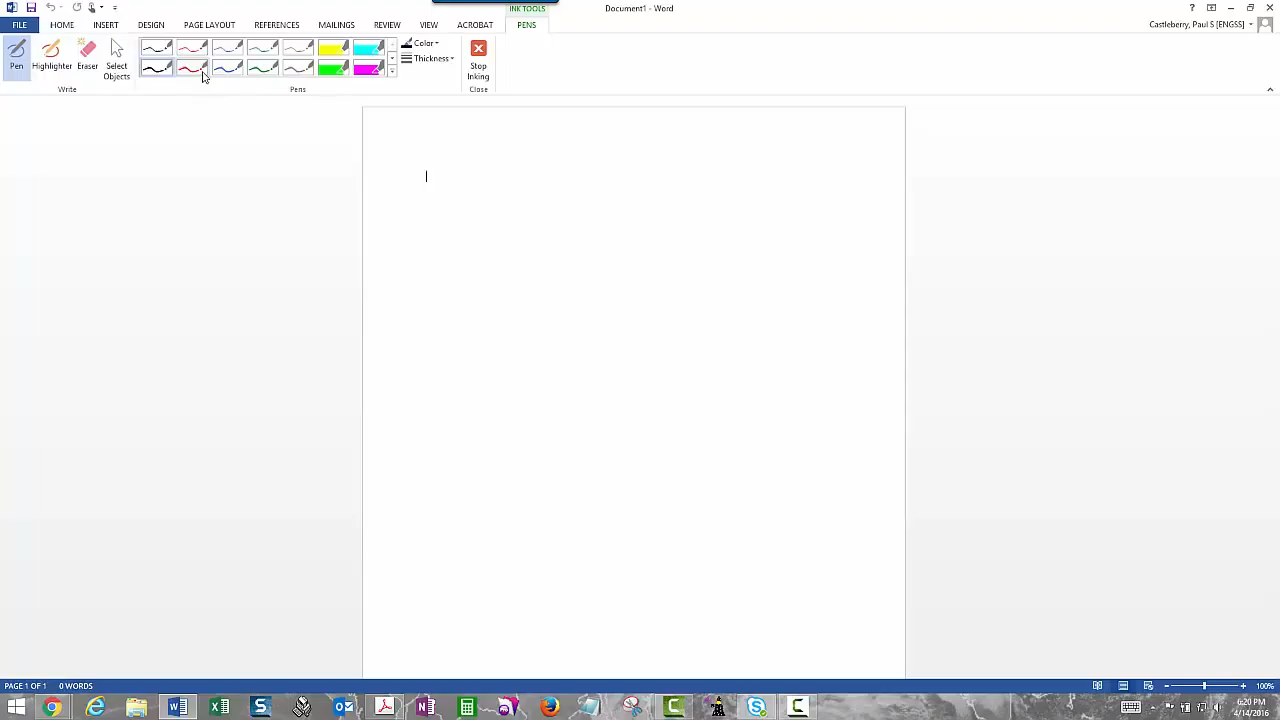 INK TOOLS
Document1 - Word
?
FILE HOME INSERT DESIGN PAGE LAYOUT REFERENCES MAILINGS REVIEW VIEW ACROBAT PENS
Castleberry, Paul S [ENGSS]
Color
Thickness
Pen Highlighter Eraser Select Objects
Stop Inking
Write Pens Close
PAGE 1 OF 1 0 WORDS
100%
6:20 PM
4/14/2016